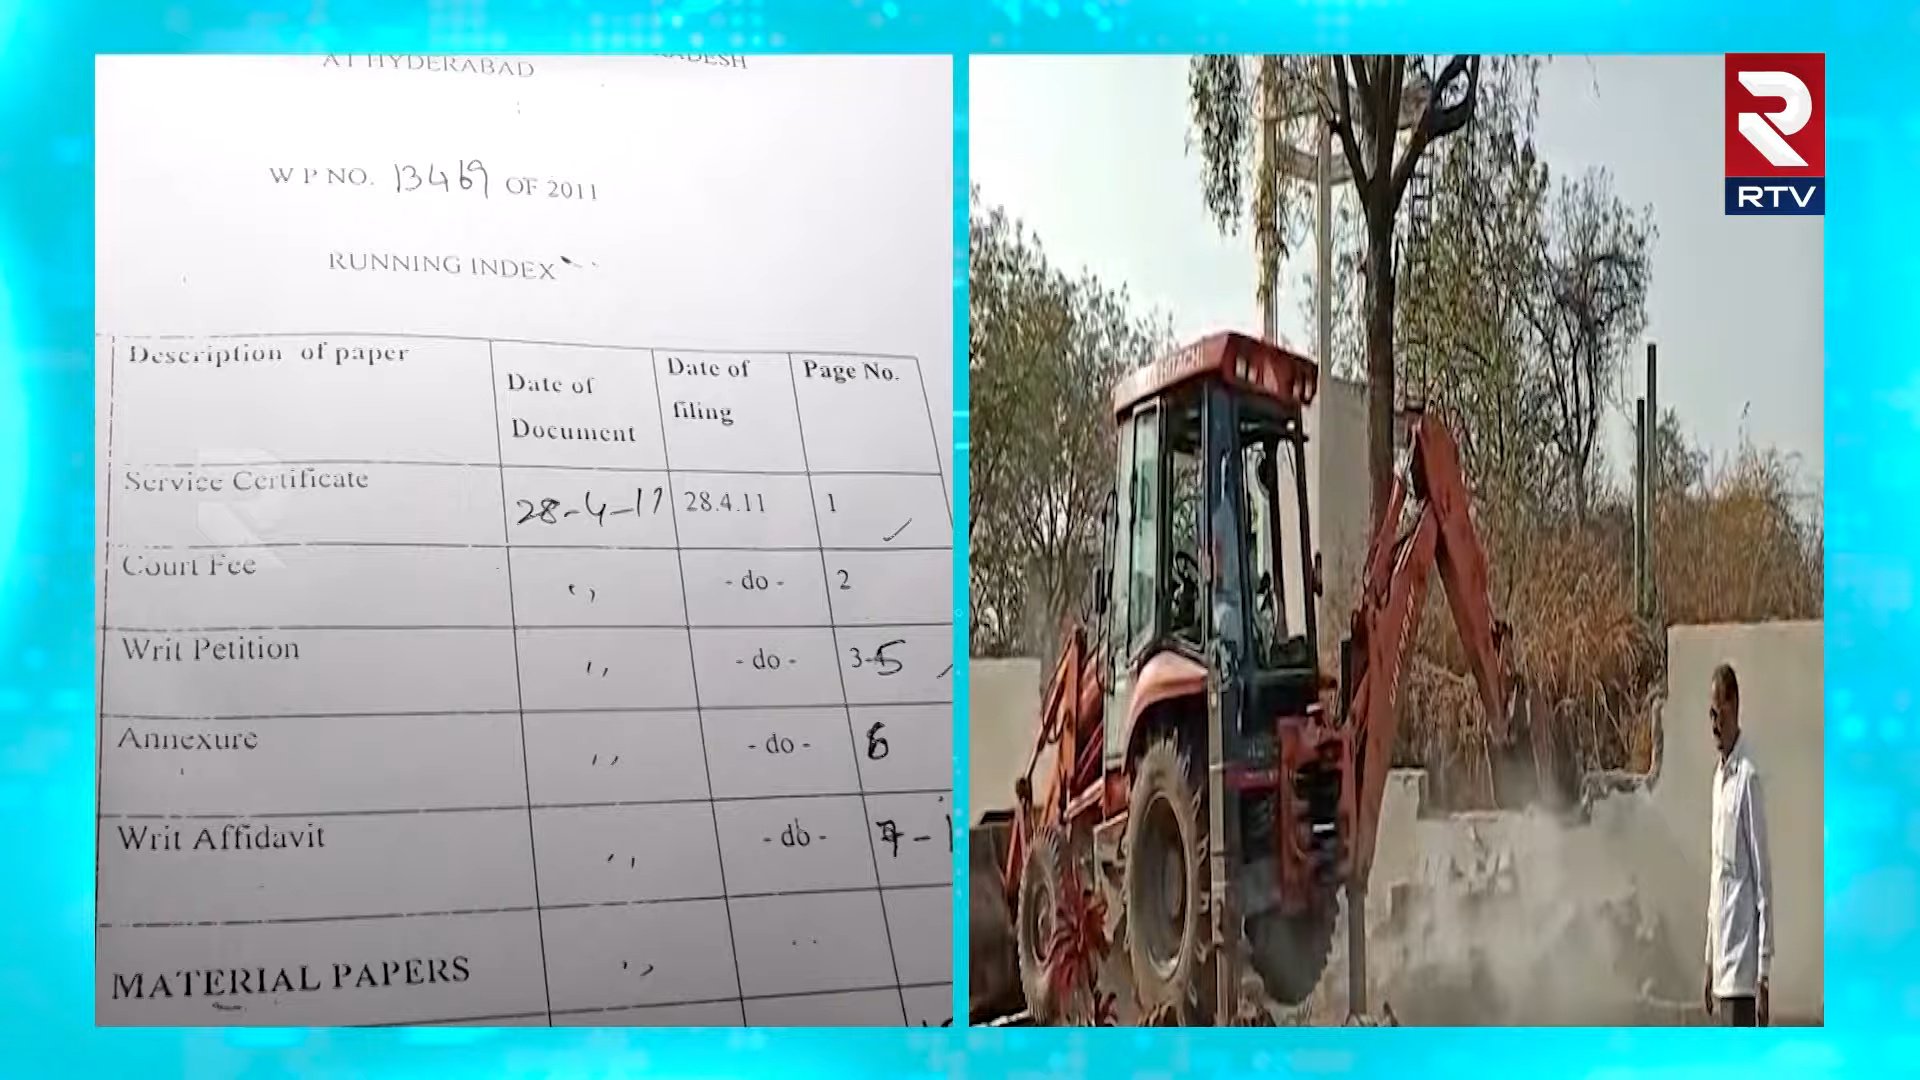 AT HYDERABAD
W P NO. 13469 OF 2011
RUNNING INDEX
Description of paper
Date of Document
Date of filing
Page No.
Service Certificate
28-4-11
28.4.11
1
Court Fee
,,
- do -
2
Writ Petition
,,
- do -
3-5
Annexure
,,
- do -
6
Writ Affidavit
,,
- do -
7 -
MATERIAL PAPERS
,,
RTV